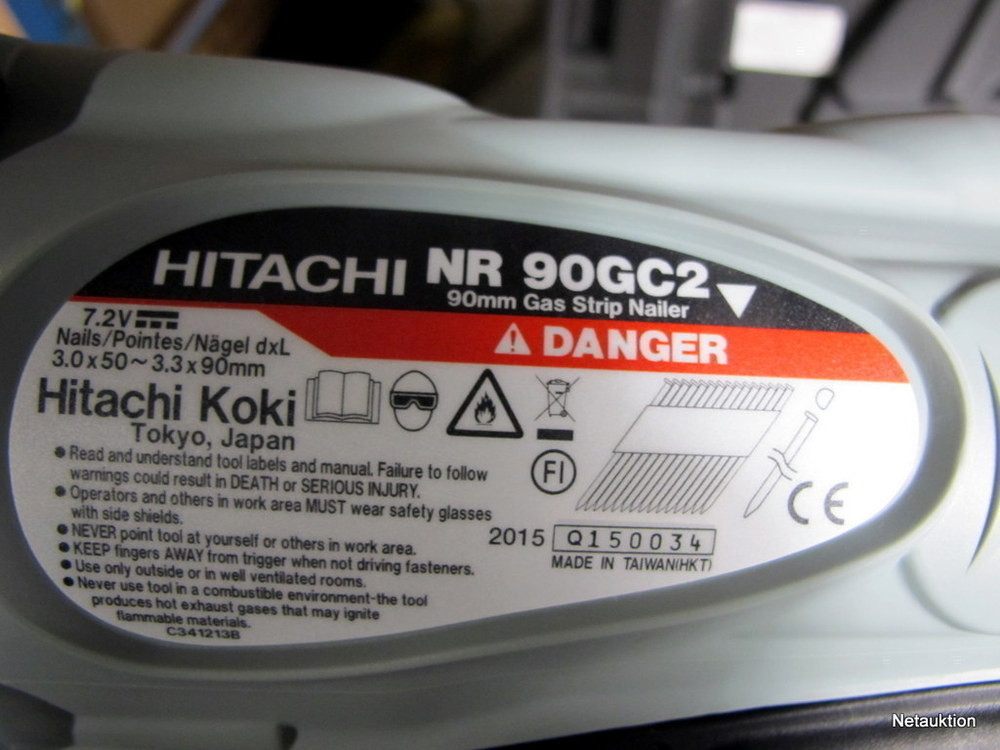 HITACHI NR 90GC2
90mm Gas Strip Nailer
DANGER
7.2V
Nails/Pointes/Nägel dxL
3.0x50~3.3x90mm
Hitachi Koki
Tokyo, Japan
● Read and understand tool labels and manual. Failure to follow
warnings could result in DEATH or SERIOUS INJURY.
● Operators and others in work area MUST wear safety glasses
with side shields.
● NEVER point tool at yourself or others in work area.
● KEEP fingers AWAY from trigger when not driving fasteners.
● Use only outside or in well ventilated rooms.
● Never use tool in a combustible environment-the tool
produces hot exhaust gases that may ignite
flammable materials.
C341213B
FI
CE
2015 Q150034
MADE IN TAIWAN(HKT)
Netauktion